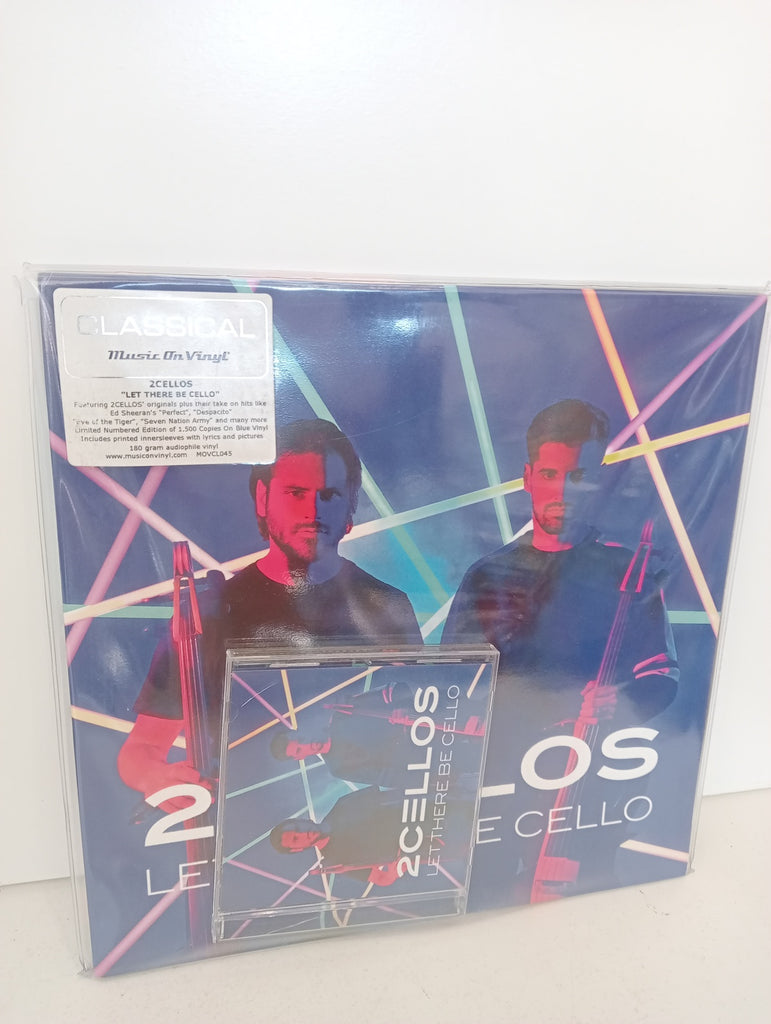 CLASSICAL
Music On Vinyl
2CELLOS
"LET THERE BE CELLO"
Featuring 2CELLOS' originals plus their take on hits like
Ed Sheeran's "Perfect", "Despacito"
"Eye of the Tiger", "Seven Nation Army" and many more
Limited Numbered Edition of 1,500 Copies On Blue Vinyl
Includes printed innersleeves with lyrics and pictures
180 gram audiophile vinyl
www.musiconvinyl.com MOVCL045
2 LOS
LET E CELLO
2CELLOS
LET THERE BE CELLO